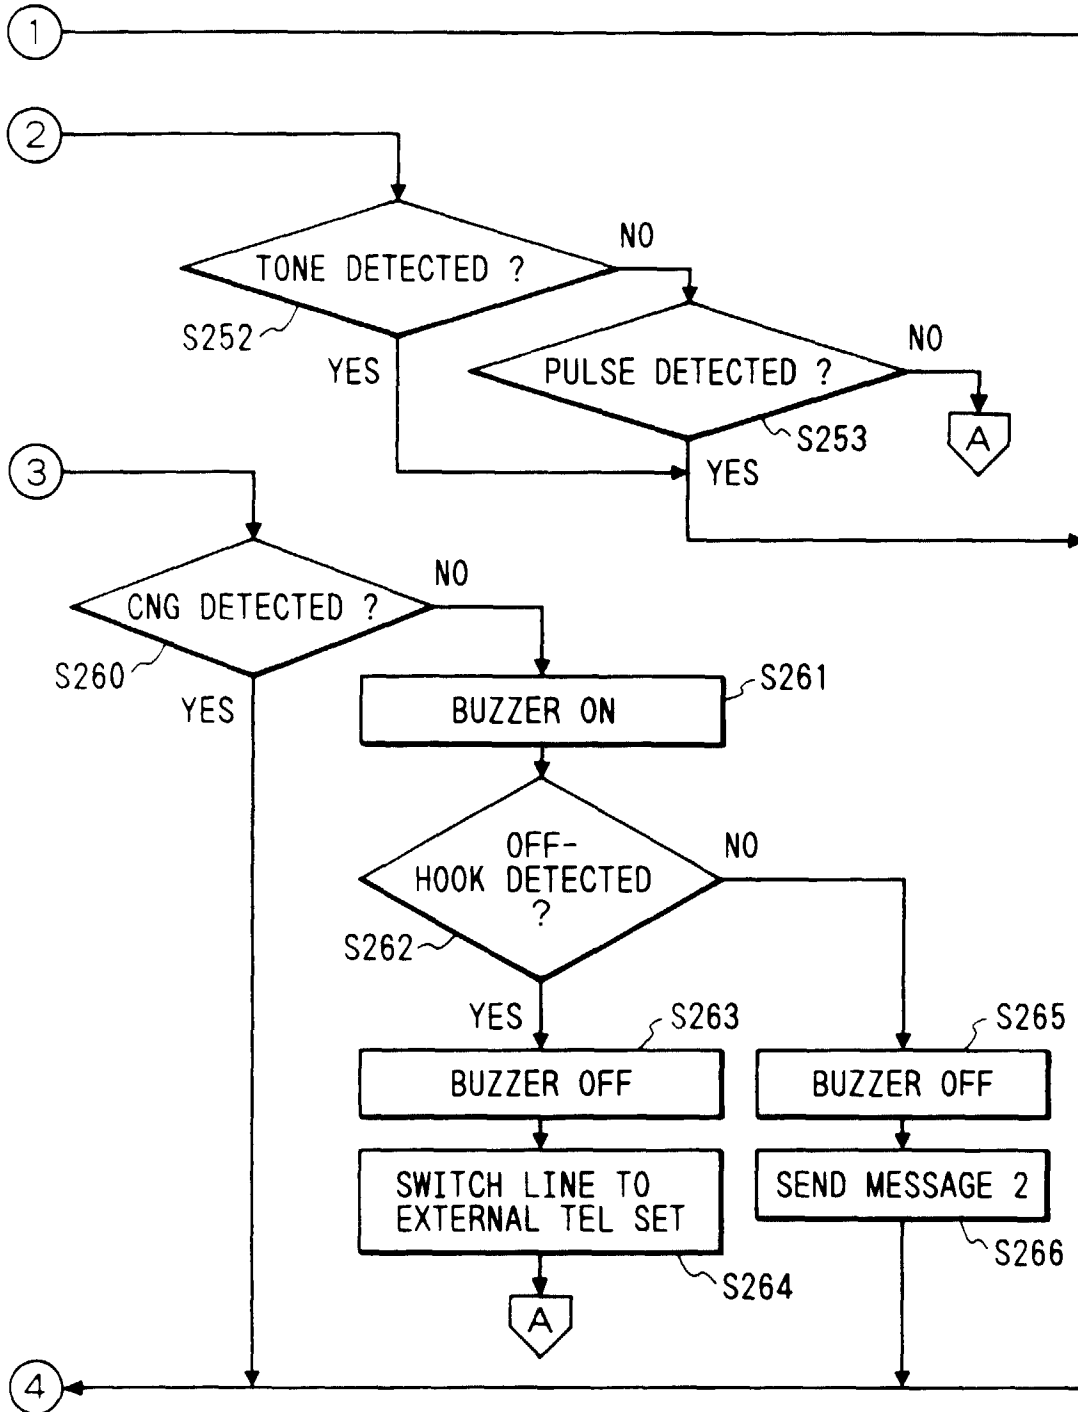 1
2
NO
TONE DETECTED ?
S252
YES
NO
PULSE DETECTED ?
S253
A
YES
3
NO
CNG DETECTED ?
S260
YES
S261
BUZZER ON
OFF-
HOOK DETECTED
?
NO
S262
YES
S263
S265
BUZZER OFF
BUZZER OFF
SWITCH LINE TO
EXTERNAL TEL SET
SEND MESSAGE 2
S266
S264
A
4